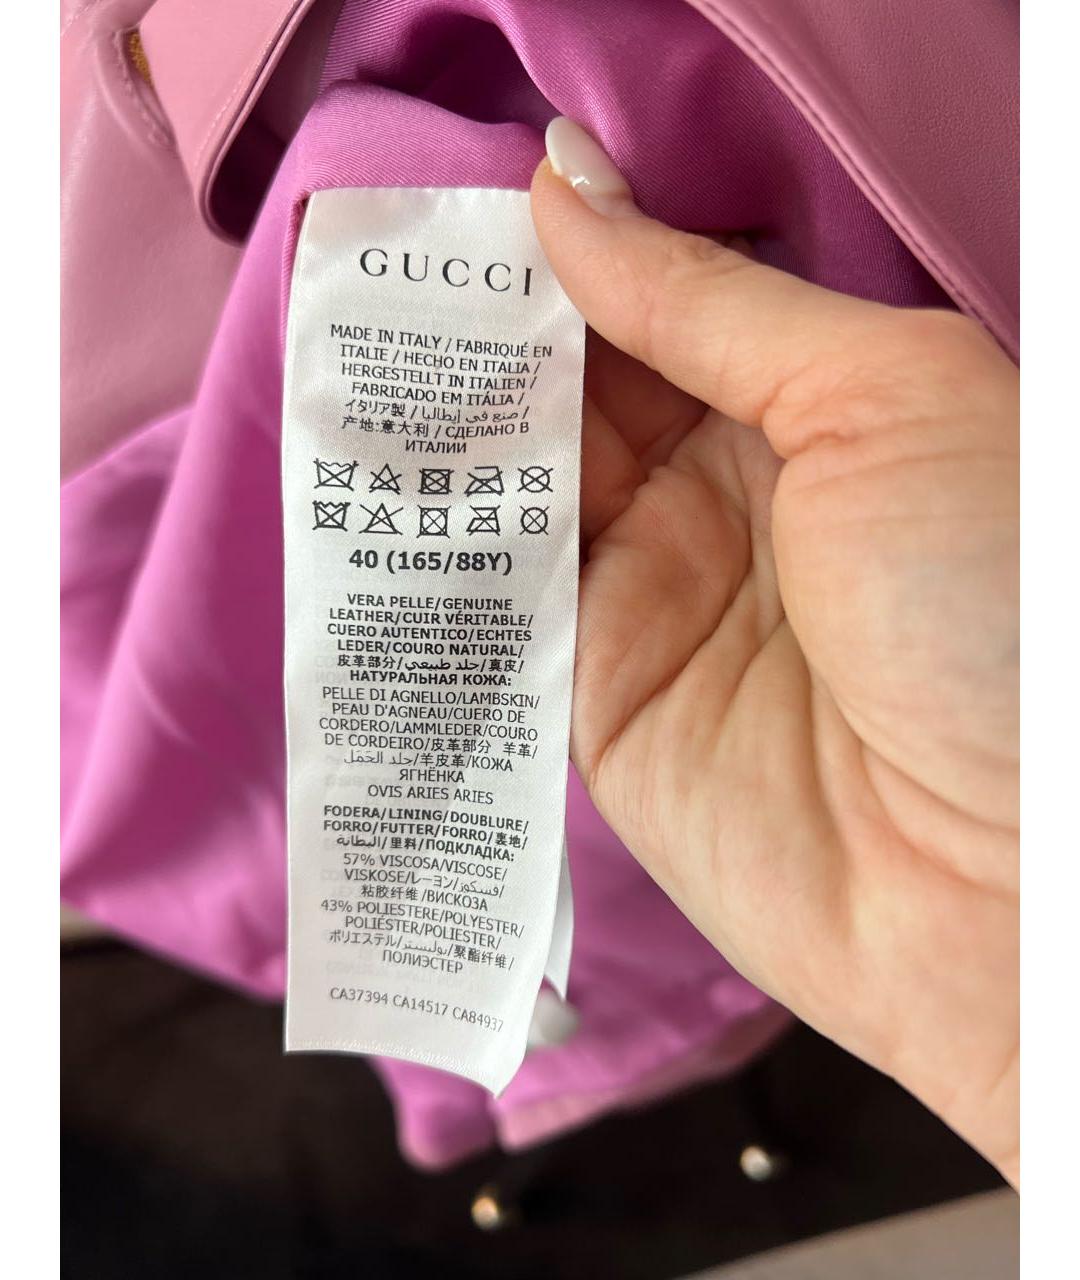 GUCCI
MADE IN ITALY / FABRIQUÉ EN
ITALIE / HECHO EN ITALIA /
HERGESTELLT IN ITALIEN /
FABRICADO EM ITÁLIA /
イタリア製 / صنع في إيطاليا /
产地:意大利 / СДЕЛАНО В
ИТАЛИИ
40 (165/88Y)
VERA PELLE/GENUINE
LEATHER/CUIR VÉRITABLE/
CUERO AUTENTICO/ECHTES
LEDER/COURO NATURAL/
皮革部分/جلد طبيعي/真皮/
НАТУРАЛЬНАЯ КОЖА:
PELLE DI AGNELLO/LAMBSKIN/
PEAU D'AGNEAU/CUERO DE
CORDERO/LAMMLEDER/COURO
DE CORDEIRO/皮革部分 羊革/
جلد الحَمَل/羊皮革/КОЖА
ЯГНЁНКА
OVIS ARIES ARIES
FODERA/LINING/DOUBLURE/
FORRO/FUTTER/FORRO/裏地/
البطانة/里料/ПОДКЛАДКА:
57% VISCOSA/VISCOSE/
VISKOSE/レーヨン/فسكوز/
粘胶纤维/ВИСКОЗА
43% POLIESTERE/POLYESTER/
POLIÉSTER/POLIESTER/
ポリエステル/بوليستر/聚酯纤维/
ПОЛИЭСТЕР
CA37394 CA14517 CA84937